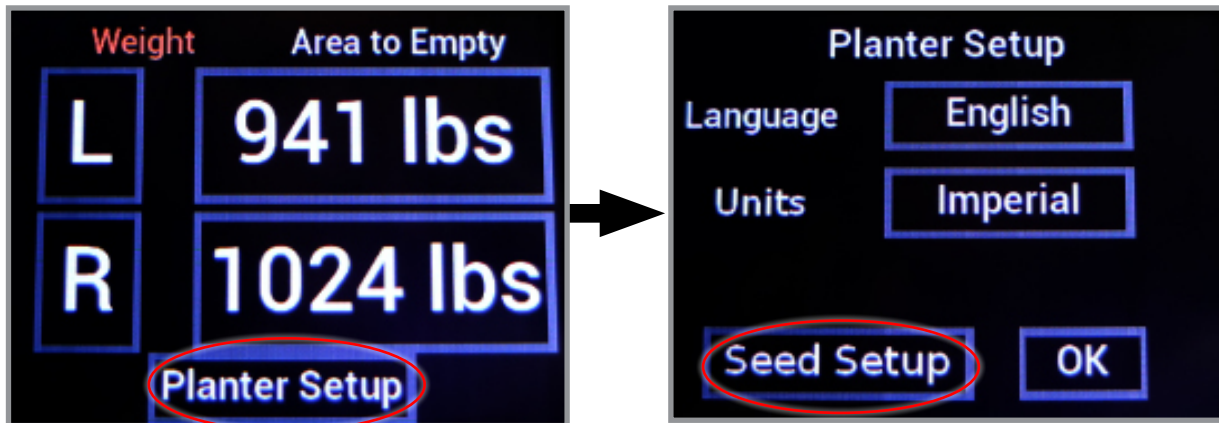 Weight Area to Empty
L 941 lbs
R 1024 lbs
Planter Setup
Planter Setup
Language English
Units Imperial
Seed Setup OK